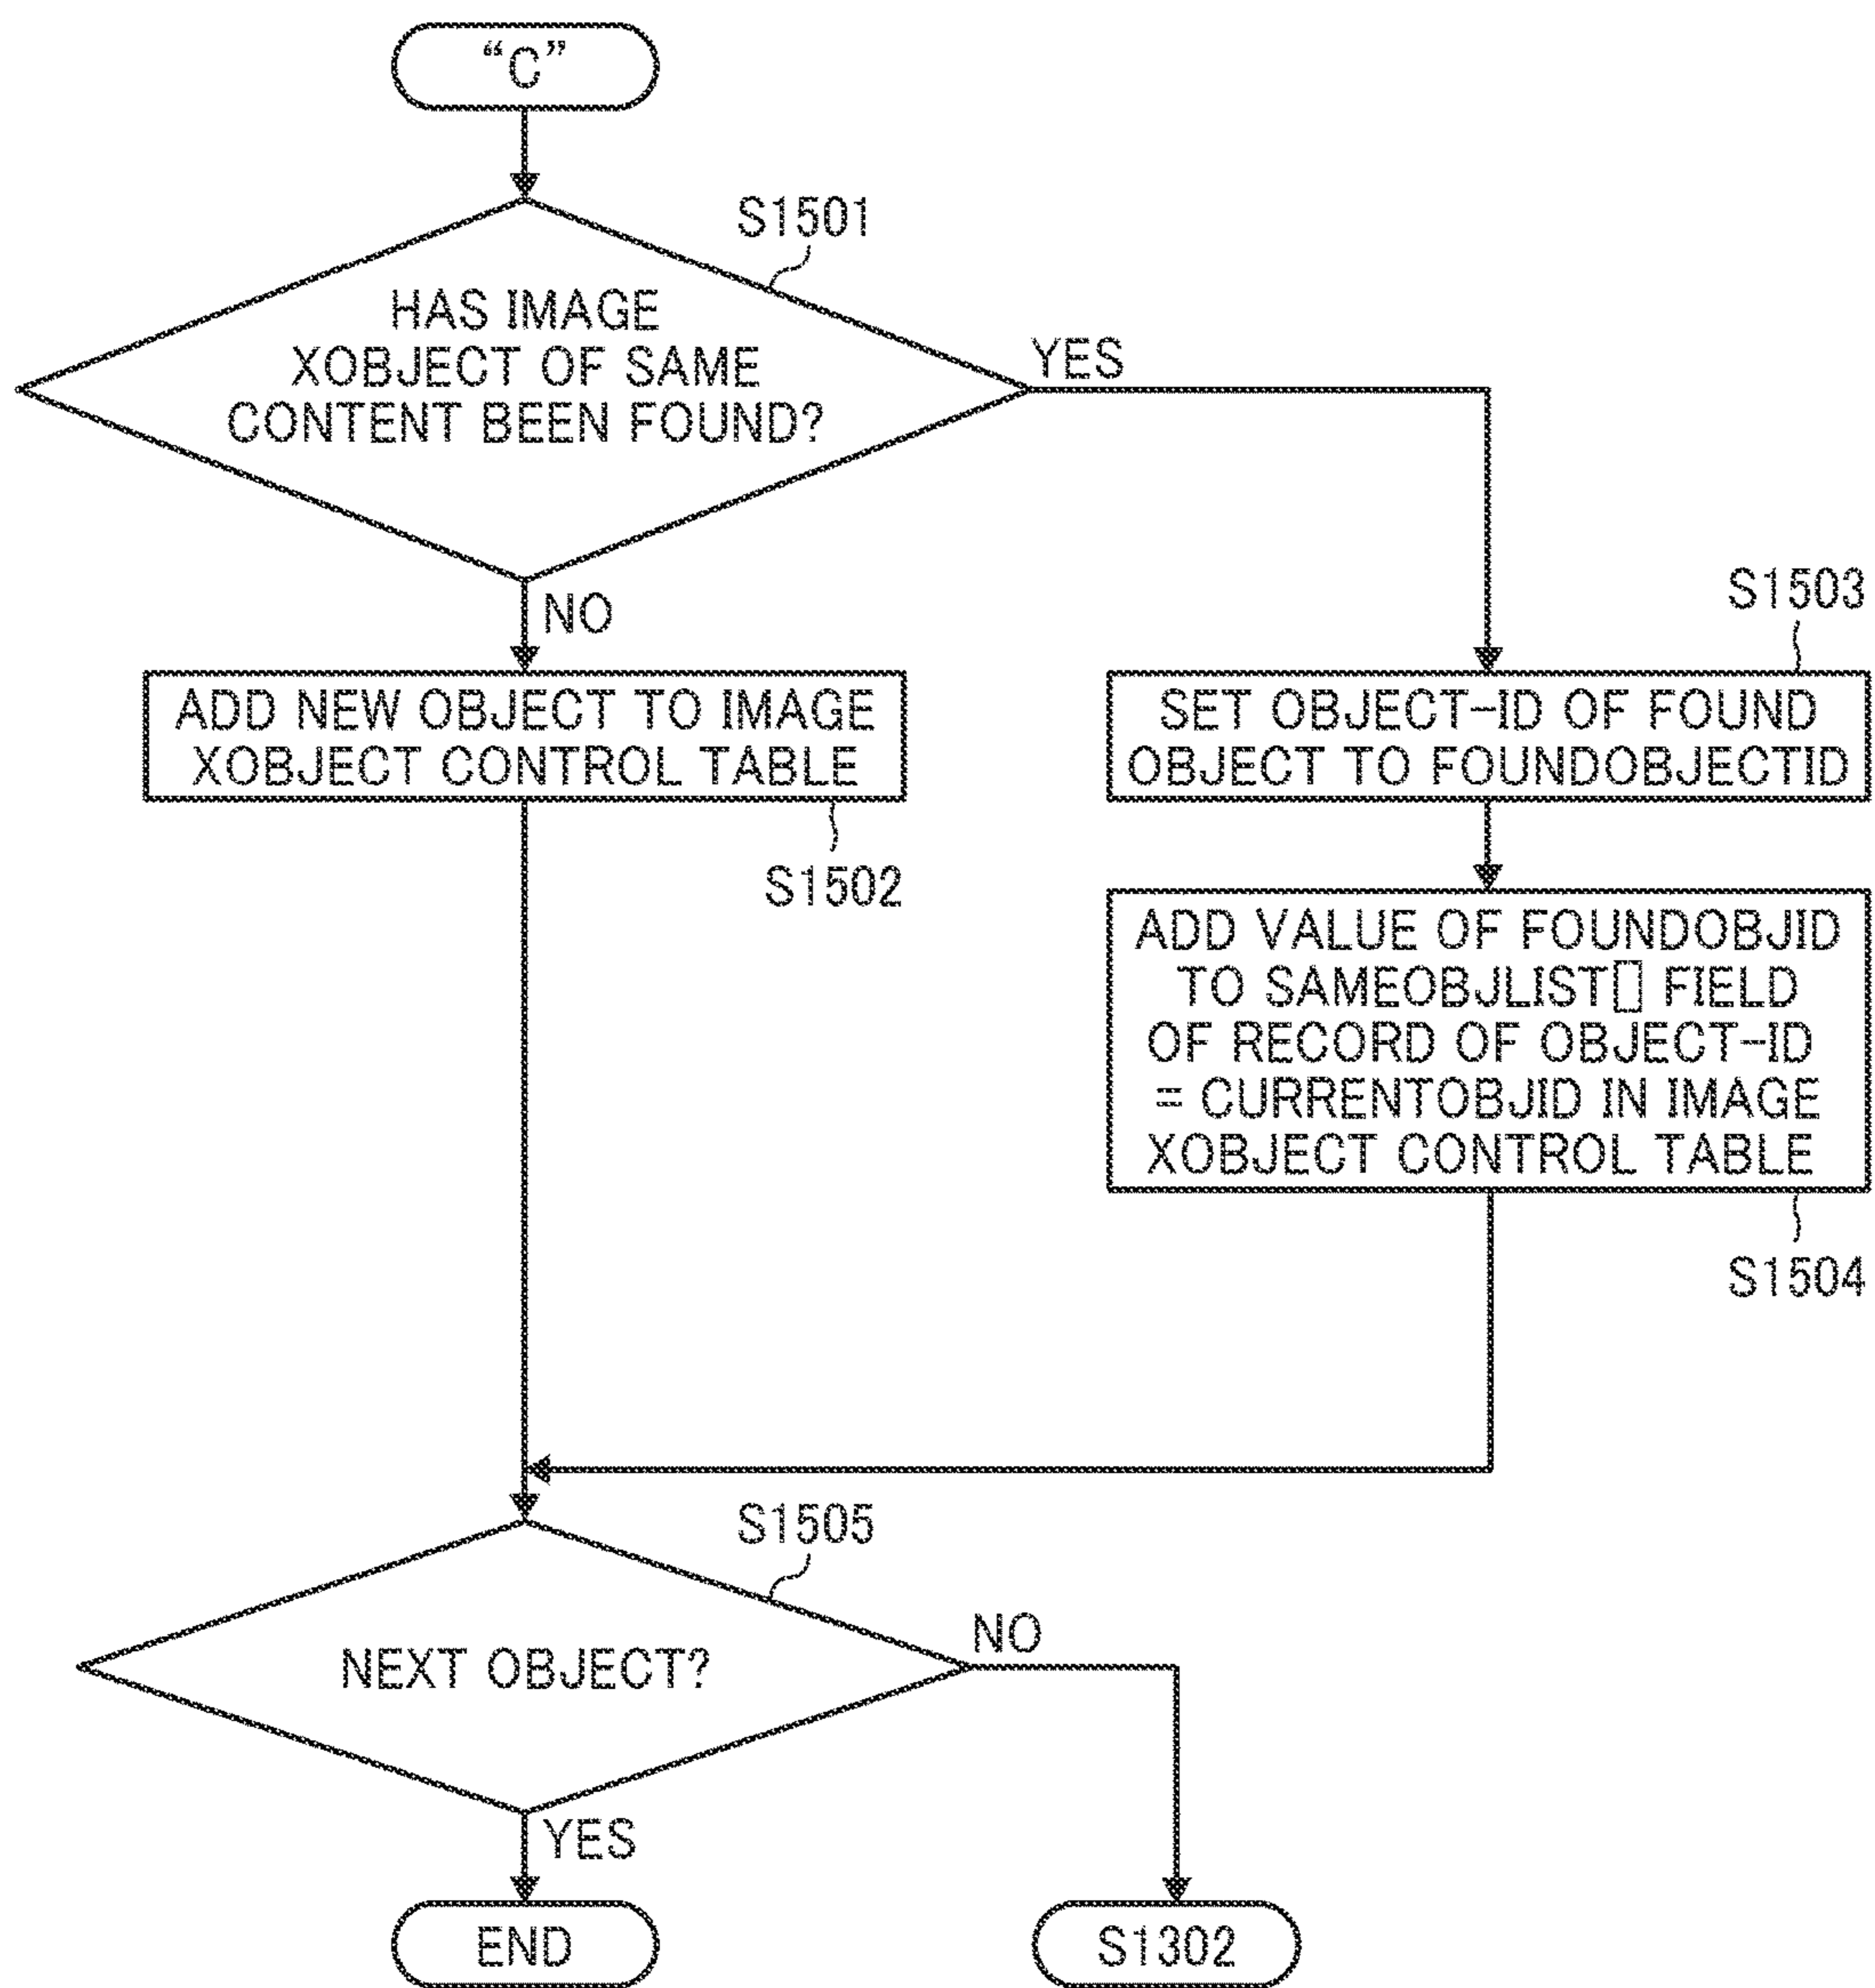 “C”
S1501
HAS IMAGE
XOBJECT OF SAME
CONTENT BEEN FOUND?
YES
NO
S1503
ADD NEW OBJECT TO IMAGE
XOBJECT CONTROL TABLE
S1502
SET OBJECT-ID OF FOUND
OBJECT TO FOUNDOBJECTID
ADD VALUE OF FOUNDOBJID
TO SAMEOBJLIST[] FIELD
OF RECORD OF OBJECT-ID
= CURRENTOBJID IN IMAGE
XOBJECT CONTROL TABLE
S1504
S1505
NEXT OBJECT?
NO
YES
END
S1302